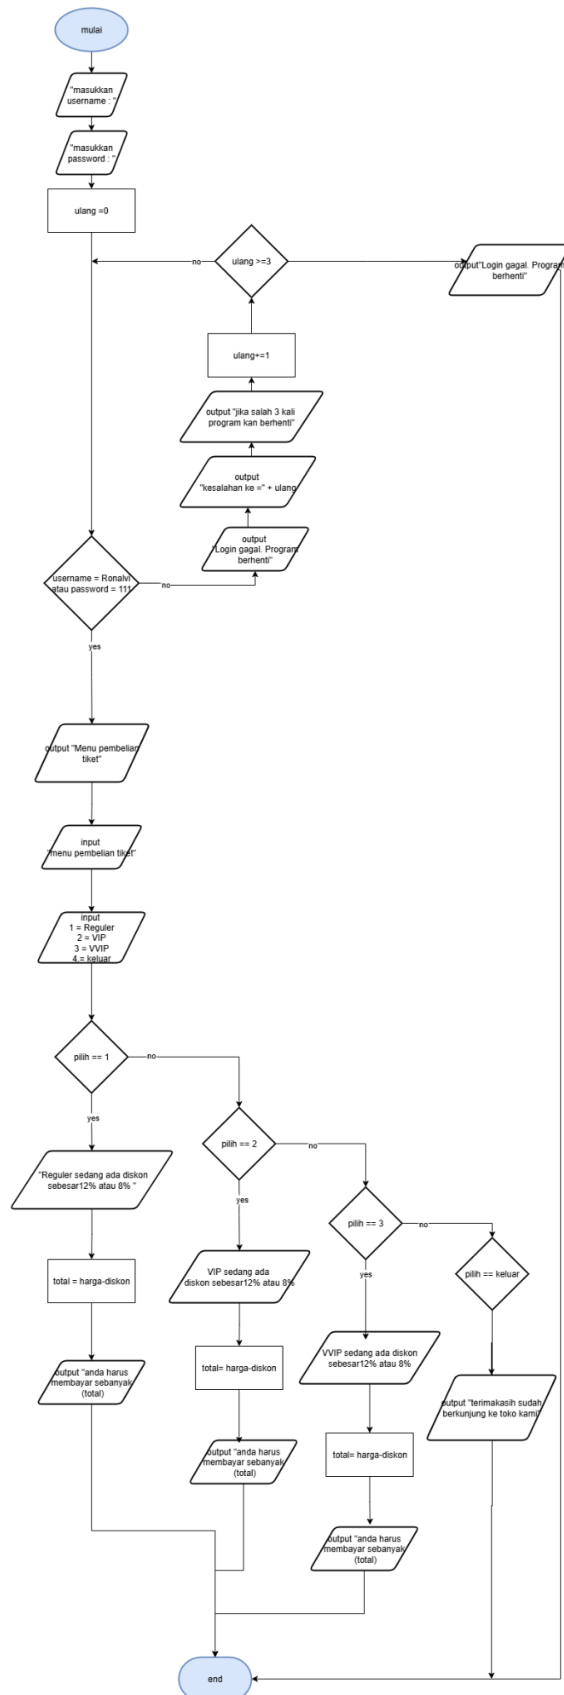 mulai
"masukkan
username : "
"masukkan
password : "
ulang =0
no
ulang >=3
output"Login gagal. Program
berhenti"
ulang+=1
output "jika salah 3 kali
program kan berhenti"
output
"kesalahan ke =" + ulang
output
"Login gagal. Program
berhenti"
username = Ronalvi
atau password = 111
no
yes
output "Menu pembelian
tiket"
input
"menu pembelian tiket"
input
1 = Reguler
2 = VIP
3 = VVIP
4.= keluar
pilih == 1
no
yes
pilih == 2
no
yes
pilih == 3
no
yes
pilih == keluar
"Reguler sedang ada diskon
sebesar12% atau 8% "
total = harga-diskon
output "anda harus
membayar sebanyak
(total)
VIP sedang ada
diskon sebesar12% atau 8%
total= harga-diskon
output "anda harus
membayar sebanyak
(total)
VVIP sedang ada diskon
sebesar12% atau 8%
total= harga-diskon
output "anda harus
membayar sebanyak
(total)
output "terimakasih sudah
berkunjung ke toko kami"
end